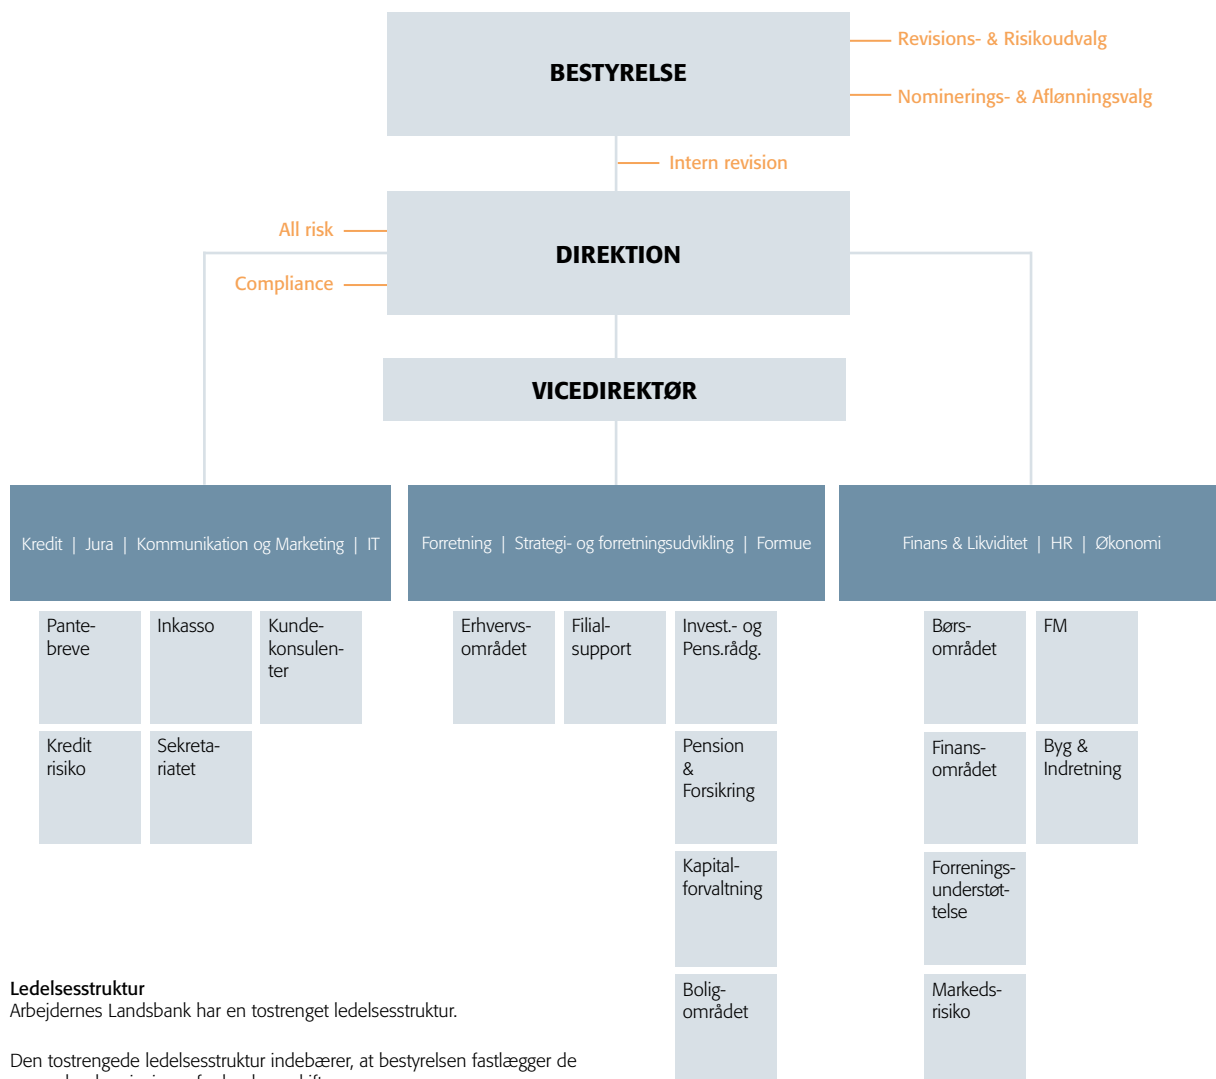 BESTYRELSE
Revisions- & Risikoudvalg
Nominerings- & Aflønningsvalg
Intern revision
DIREKTION
All risk
Compliance
VICEDIREKTØR
Kredit | Jura | Kommunikation og Marketing | IT
Forretning | Strategi- og forretningsudvikling | Formue
Finans & Likviditet | HR | Økonomi
Pante-
breve
Inkasso
Kunde-
konsulen-
ter
Kredit
risiko
Sekreta-
riatet
Erhvervs-
området
Filial-
support
Invest.- og
Pens.rådg.
Pension
&
Forsikring
Kapital-
forvaltning
Bolig-
området
Børs-
området
FM
Finans-
området
Byg &
Indretning
Forrenings-
understøt-
telse
Markeds-
risiko
Ledelsesstruktur
Arbejdernes Landsbank har en tostrenget ledelsesstruktur.
Den tostrengede ledelsesstruktur indebærer, at bestyrelsen fastlægger de